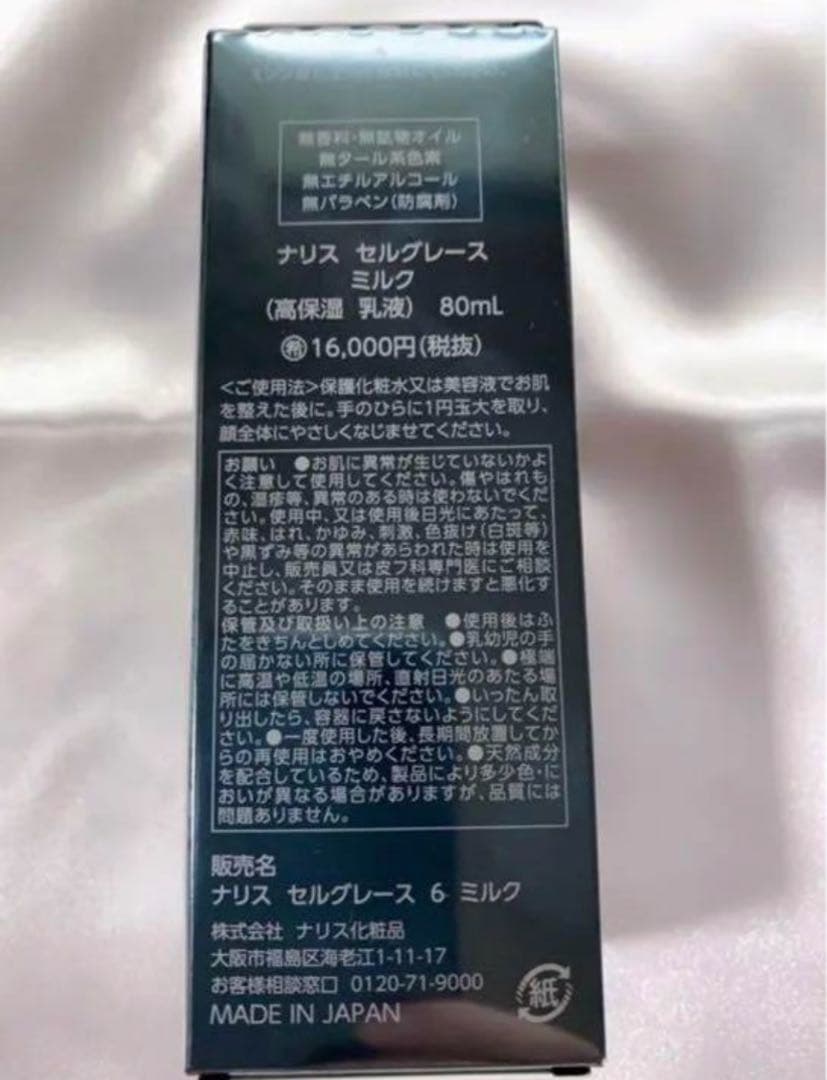 無香料・無鉱物オイル
無タール系色素
無エチルアルコール
無パラベン(防腐剤)
ナリス セルグレース
ミルク
(高保湿 乳液) 80mL
㋭16,000円(税抜)
<ご使用法>保護化粧水又は美容液でお肌
を整えた後に。手のひらに1円玉大を取り、
顔全体にやさしくなじませてください。
お願い ●お肌に異常が生じていないかよ
く注意して使用してください。傷やはれも
の、湿疹等、異常のある時は使わないでくだ
さい。使用中、又は使用後日光にあたって、
赤味、はれ、かゆみ、刺激、色抜け(白斑等)
や黒ずみ等の異常があらわれた時は使用を
中止し、販売員又は皮フ科専門医にご相談
ください。そのまま使用を続けますと悪化す
ることがあります。
保管及び取扱い上の注意 ●使用後はふ
たをきちんとしめてください。●乳幼児の手
の届かない所に保管してください。●極端
に高温や低温の場所、直射日光のあたる場
所には保管しないでください。●いったん取
り出したら、容器に戻さないようにしてくだ
さい。●一度使用した後、長期間放置してか
らの再使用はおやめください。●天然成分
を配合しているため、製品により多少色・に
おいが異なる場合がありますが、品質には
問題ありません。
販売名
ナリス セルグレース 6 ミルク
株式会社 ナリス化粧品
大阪市福島区海老江1-11-17
お客様相談窓口 0120-71-9000
MADE IN JAPAN
紙